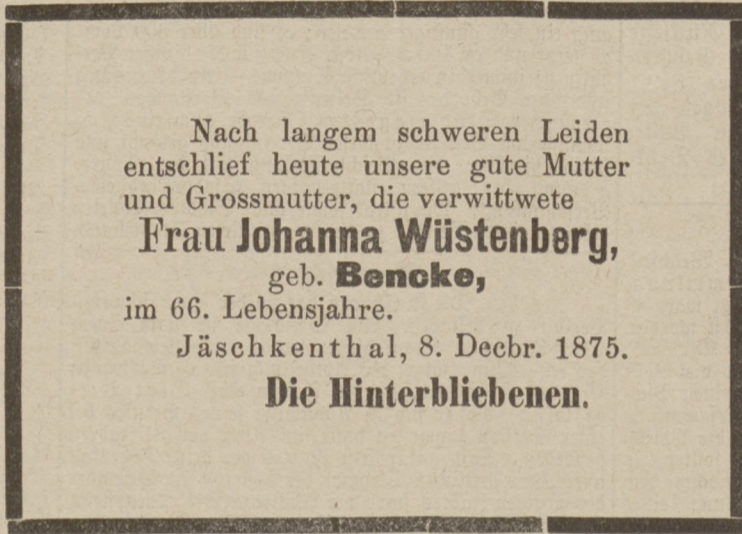 Nach langem schweren Leiden
entschlief heute unsere gute Mutter
und Grossmutter, die verwittwete
Frau Johanna Wüstenberg,
geb. Bencke,
im 66. Lebensjahre.
Jäschkenthal, 8. Decbr. 1875.
Die Hinterbliebenen.